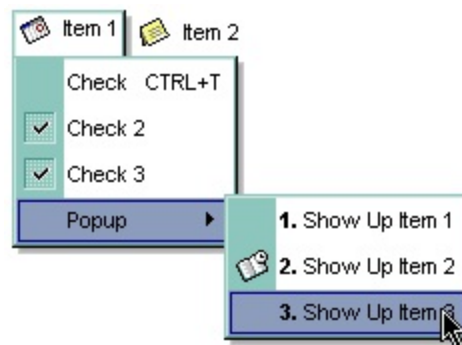 Item 1
Item 2
Check CTRL+T
Check 2
Check 3
Popup
1. Show Up Item 1
2. Show Up Item 2
3. Show Up Item 3